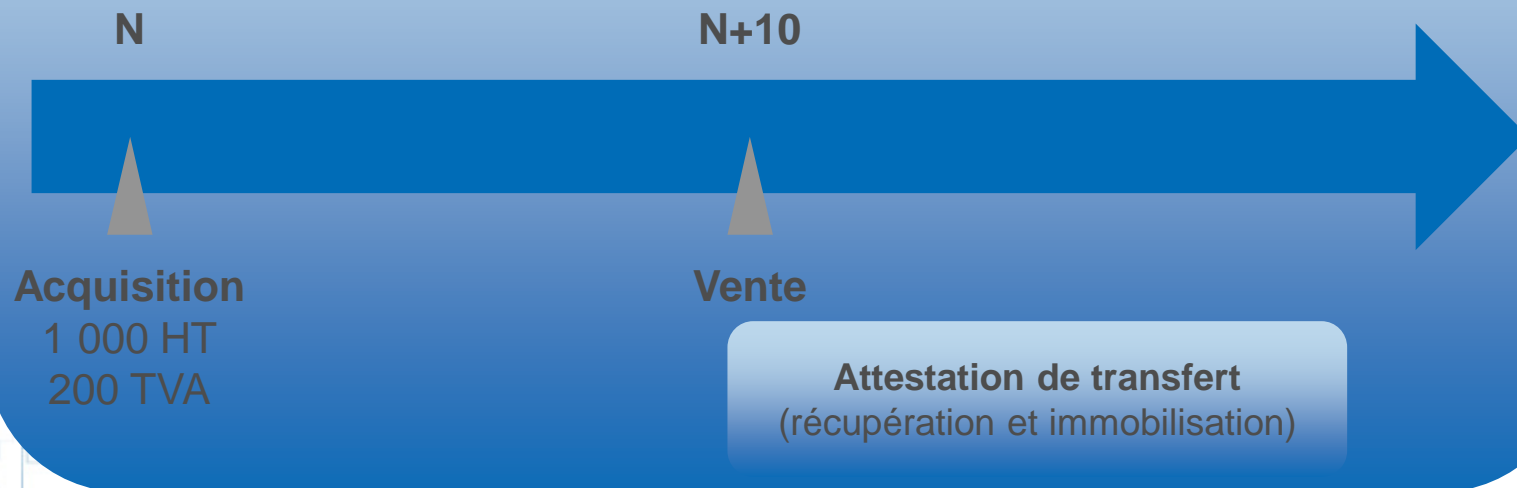 N
N+10
Acquisition
1 000 HT
200 TVA
Vente
Attestation de transfert
(récupération et immobilisation)